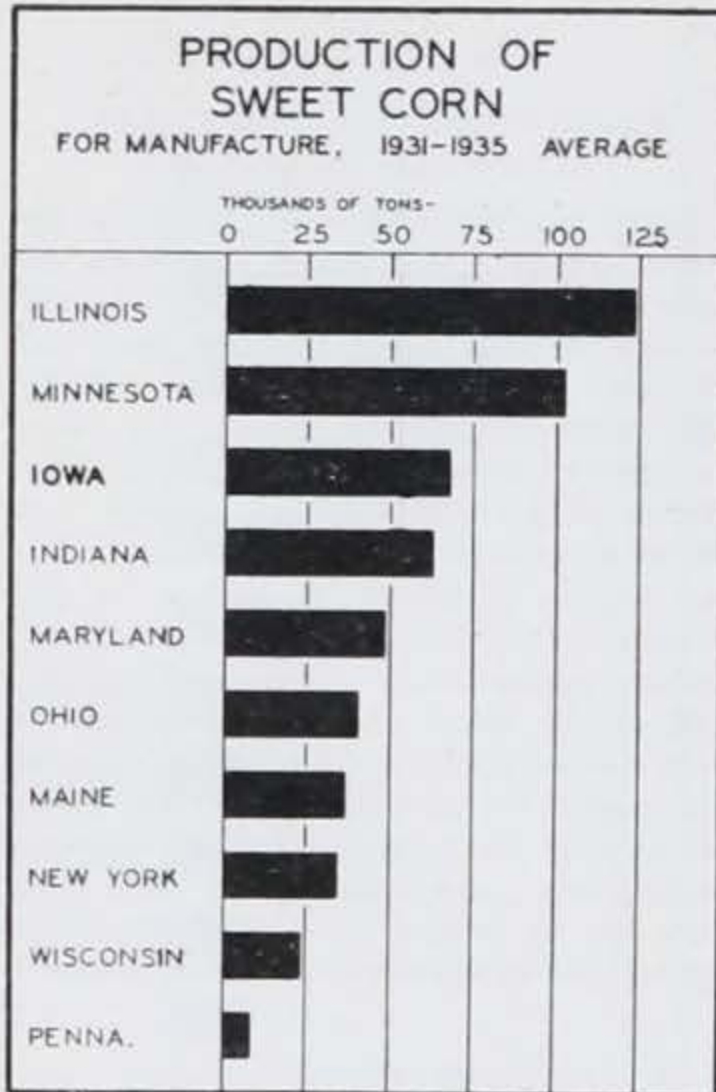 PRODUCTION OF
SWEET CORN
FOR MANUFACTURE, 1931-1935 AVERAGE
THOUSANDS OF TONS-
0 25 50 75 100 125
ILLINOIS
MINNESOTA
IOWA
INDIANA
MARYLAND
OHIO
MAINE
NEW YORK
WISCONSIN
PENNA.